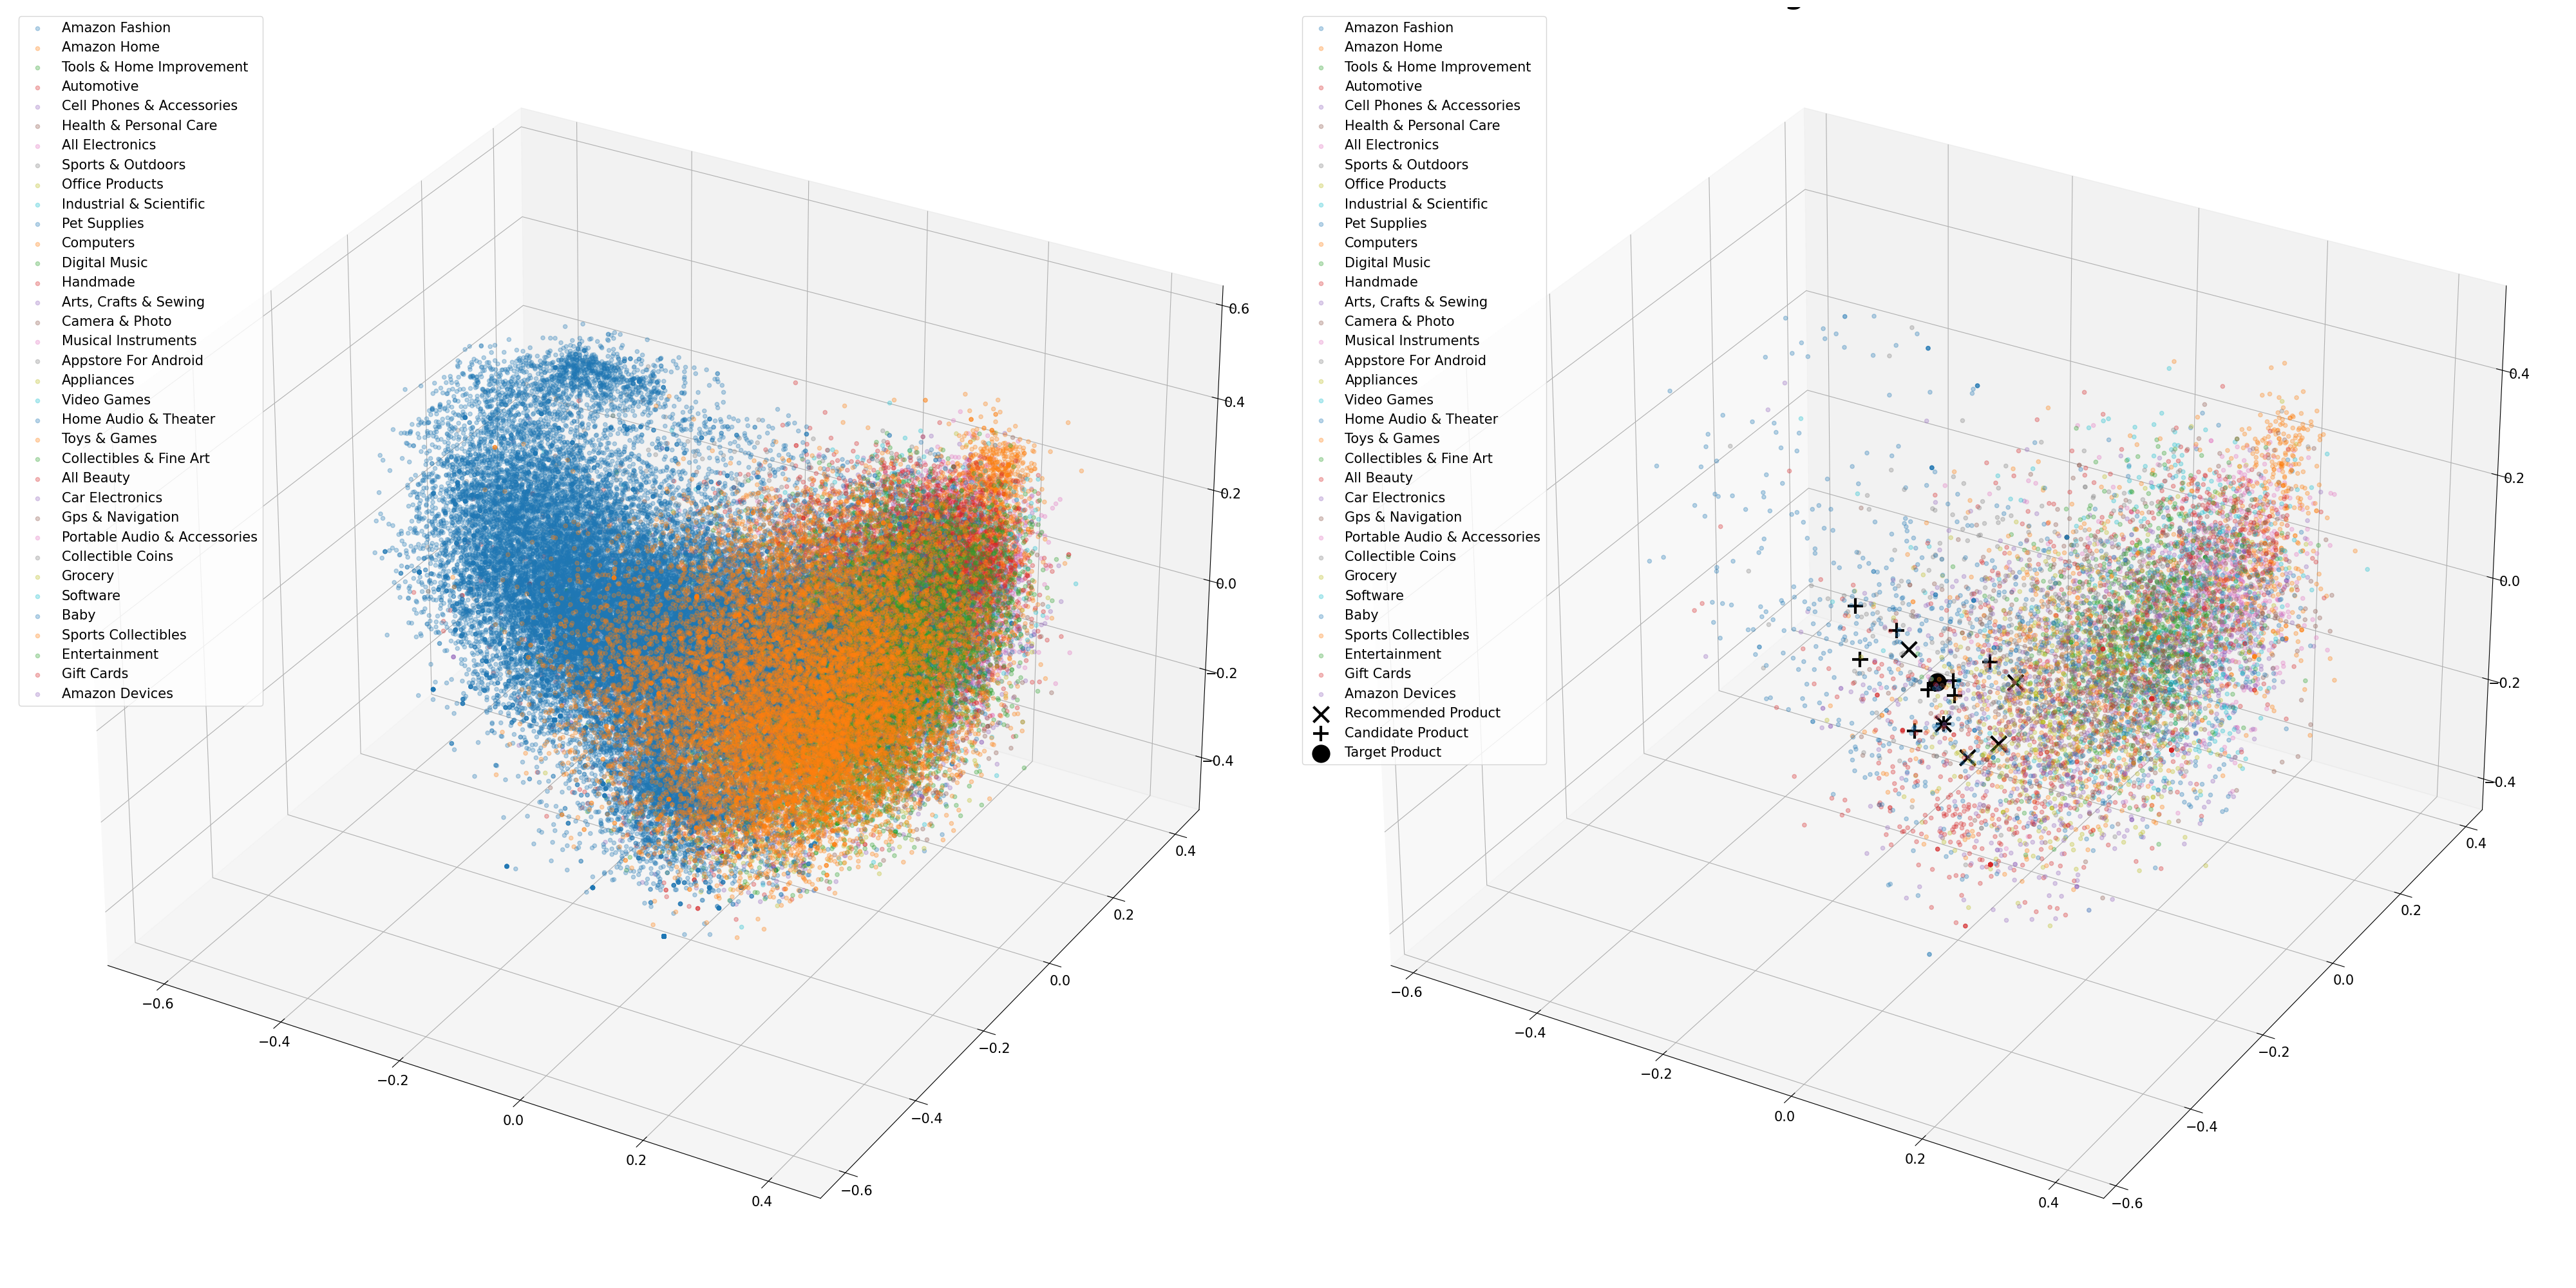 Amazon Fashion
Amazon Home
Tools & Home Improvement
Automotive
Cell Phones & Accessories
Health & Personal Care
All Electronics
Sports & Outdoors
Office Products
Industrial & Scientific
Pet Supplies
Computers
Digital Music
Handmade
Arts, Crafts & Sewing
Camera & Photo
Musical Instruments
Appstore For Android
Appliances
Video Games
Home Audio & Theater
Toys & Games
Collectibles & Fine Art
All Beauty
Car Electronics
Gps & Navigation
Portable Audio & Accessories
Collectible Coins
Grocery
Software
Baby
Sports Collectibles
Entertainment
Gift Cards
Amazon Devices
0.6
0.4
0.2
0.0
−0.2
−0.4
0.4
0.2
0.0
−0.2
−0.4
−0.6
−0.6
−0.4
−0.2
0.0
0.2
0.4
Amazon Fashion
Amazon Home
Tools & Home Improvement
Automotive
Cell Phones & Accessories
Health & Personal Care
All Electronics
Sports & Outdoors
Office Products
Industrial & Scientific
Pet Supplies
Computers
Digital Music
Handmade
Arts, Crafts & Sewing
Camera & Photo
Musical Instruments
Appstore For Android
Appliances
Video Games
Home Audio & Theater
Toys & Games
Collectibles & Fine Art
All Beauty
Car Electronics
Gps & Navigation
Portable Audio & Accessories
Collectible Coins
Grocery
Software
Baby
Sports Collectibles
Entertainment
Gift Cards
Amazon Devices
Recommended Product
Candidate Product
Target Product
0.4
0.2
0.0
−0.2
−0.4
0.4
0.2
0.0
−0.2
−0.4
−0.6
−0.6
−0.4
−0.2
0.0
0.2
0.4